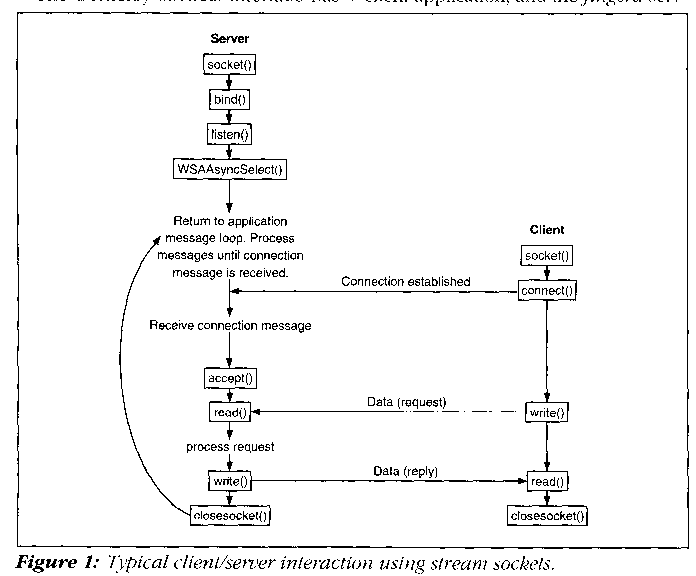 Server
socket()
bind()
listen()
WSAAsyncSelect()
Return to application
message loop. Process
messages until connection
message is received.
Client
socket()
Connection established
connect()
Receive connection message
accept()
read()
Data (request)
write()
process request
write()
Data (reply)
read()
closesocket()
closesocket()
Figure 1: Typical client/server interaction using stream sockets.